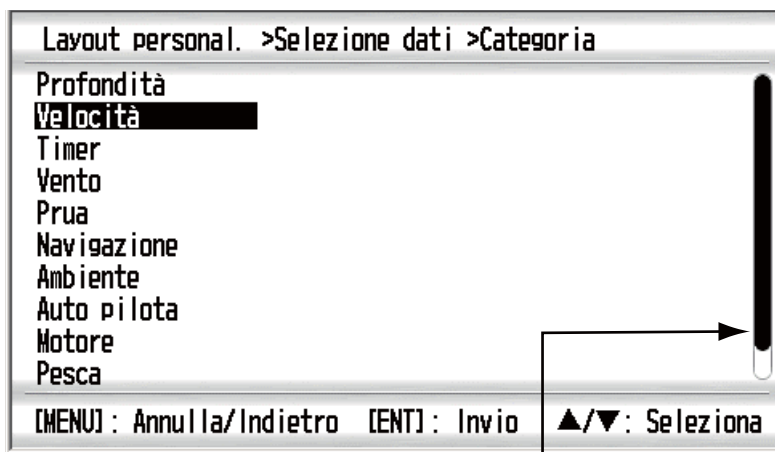 Layout personal. >Selezione dati >Categoria
Profondità
Velocità
Timer
Vento
Prua
Navigazione
Ambiente
Auto pilota
Motore
Pesca
[MENU]: Annulla/Indietro [ENT]: Invio ▲/▼: Seleziona